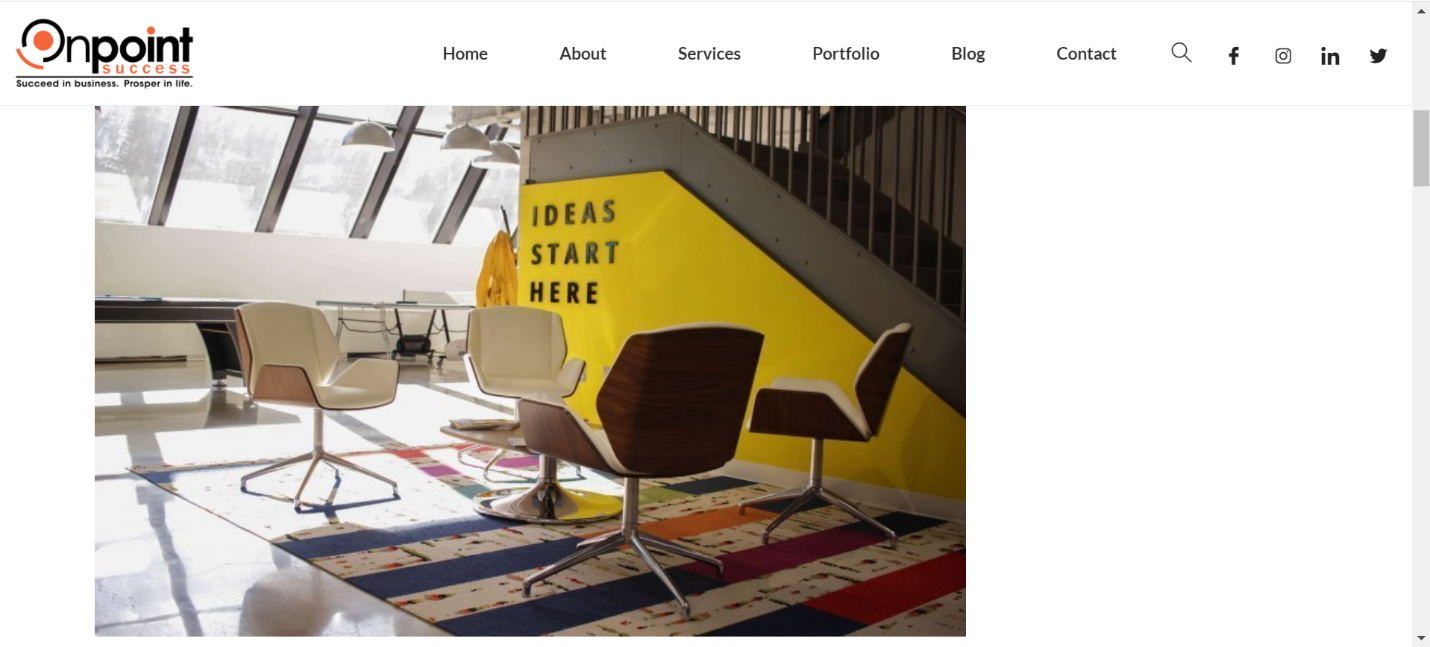 Onpoint
success
Succeed in business. Prosper in life.
Home About Services Portfolio Blog Contact
IDEAS
START
HERE